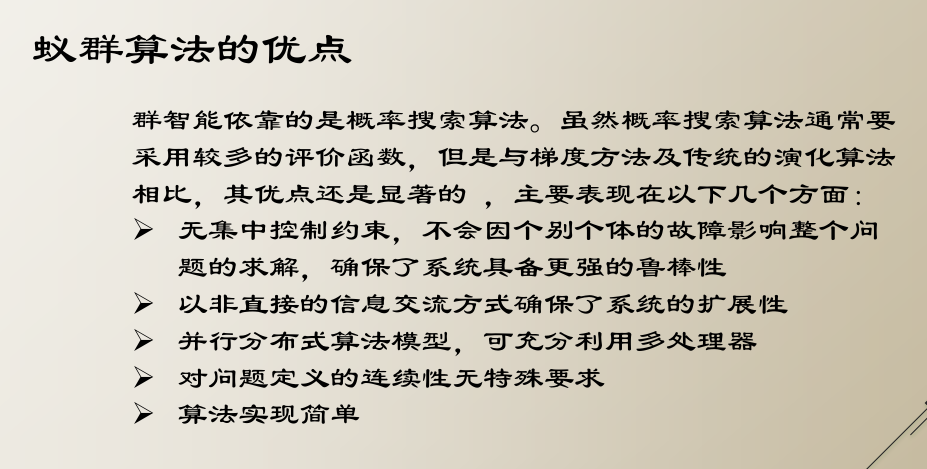 蚁群算法的优点
群智能依靠的是概率搜索算法。虽然概率搜索算法通常要
采用较多的评价函数，但是与梯度方法及传统的演化算法
相比，其优点还是显著的 ，主要表现在以下几个方面：
➢ 无集中控制约束，不会因个别个体的故障影响整个问
题的求解，确保了系统具备更强的鲁棒性
➢ 以非直接的信息交流方式确保了系统的扩展性
➢ 并行分布式算法模型，可充分利用多处理器
➢ 对问题定义的连续性无特殊要求
➢ 算法实现简单